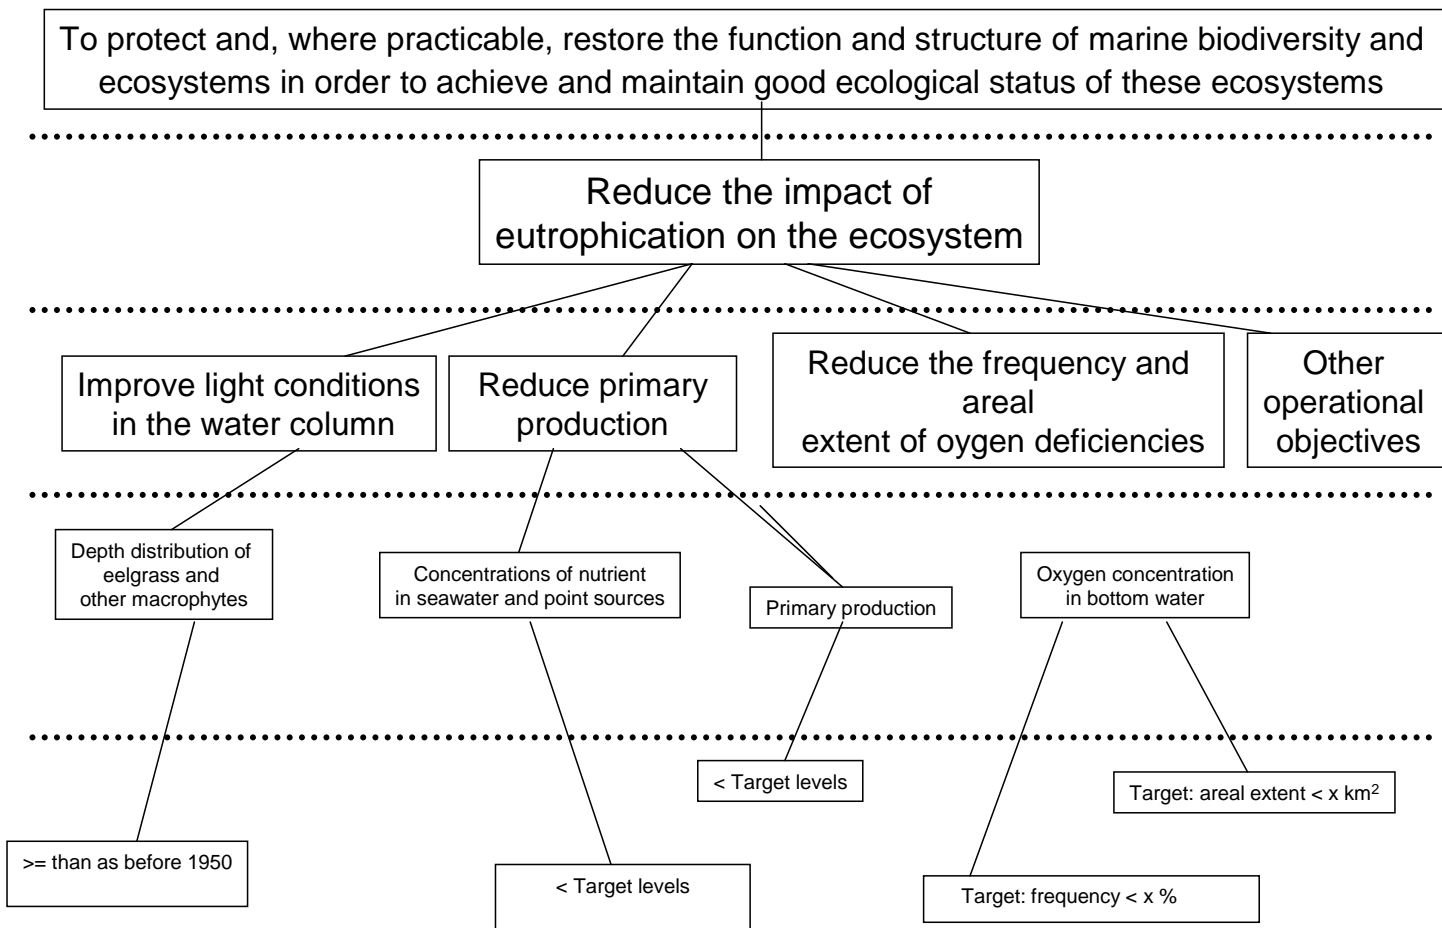 To protect and, where practicable, restore the function and structure of marine biodiversity and
ecosystems in order to achieve and maintain good ecological status of these ecosystems
Reduce the impact of
eutrophication on the ecosystem
Improve light conditions
in the water column
Reduce primary
production
Reduce the frequency and
areal
extent of oygen deficiencies
Other
operational
objectives
Depth distribution of
eelgrass and
other macrophytes
Concentrations of nutrient
in seawater and point sources
Primary production
Oxygen concentration
in bottom water
< Target levels
Target: areal extent < x km²
>= than as before 1950
< Target levels
Target: frequency < x %